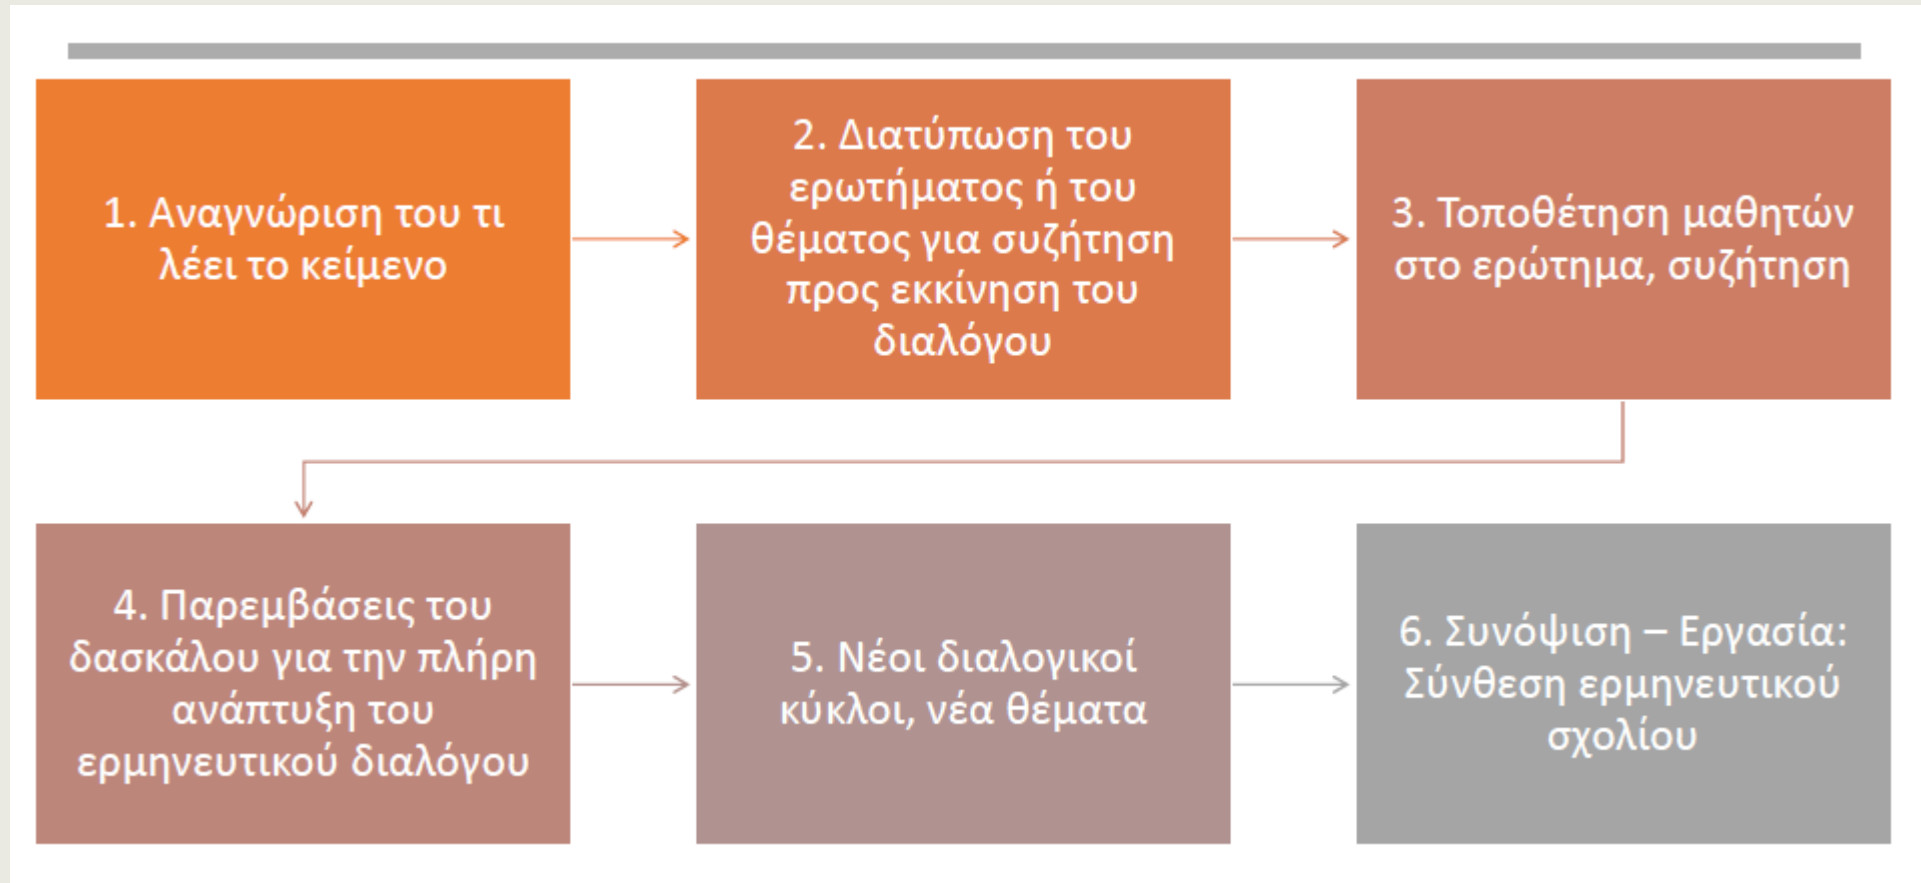 1. Αναγνώριση του τι
λέει το κείμενο
2. Διατύπωση του
ερωτήματος ή του
θέματος για συζήτηση
προς εκκίνηση του
διαλόγου
3. Τοποθέτηση μαθητών
στο ερώτημα, συζήτηση
4. Παρεμβάσεις του
δασκάλου για την πλήρη
ανάπτυξη του
ερμηνευτικού διαλόγου
5. Νέοι διαλογικοί
κύκλοι, νέα θέματα
6. Συνόψιση – Εργασία:
Σύνθεση ερμηνευτικού
σχολίου